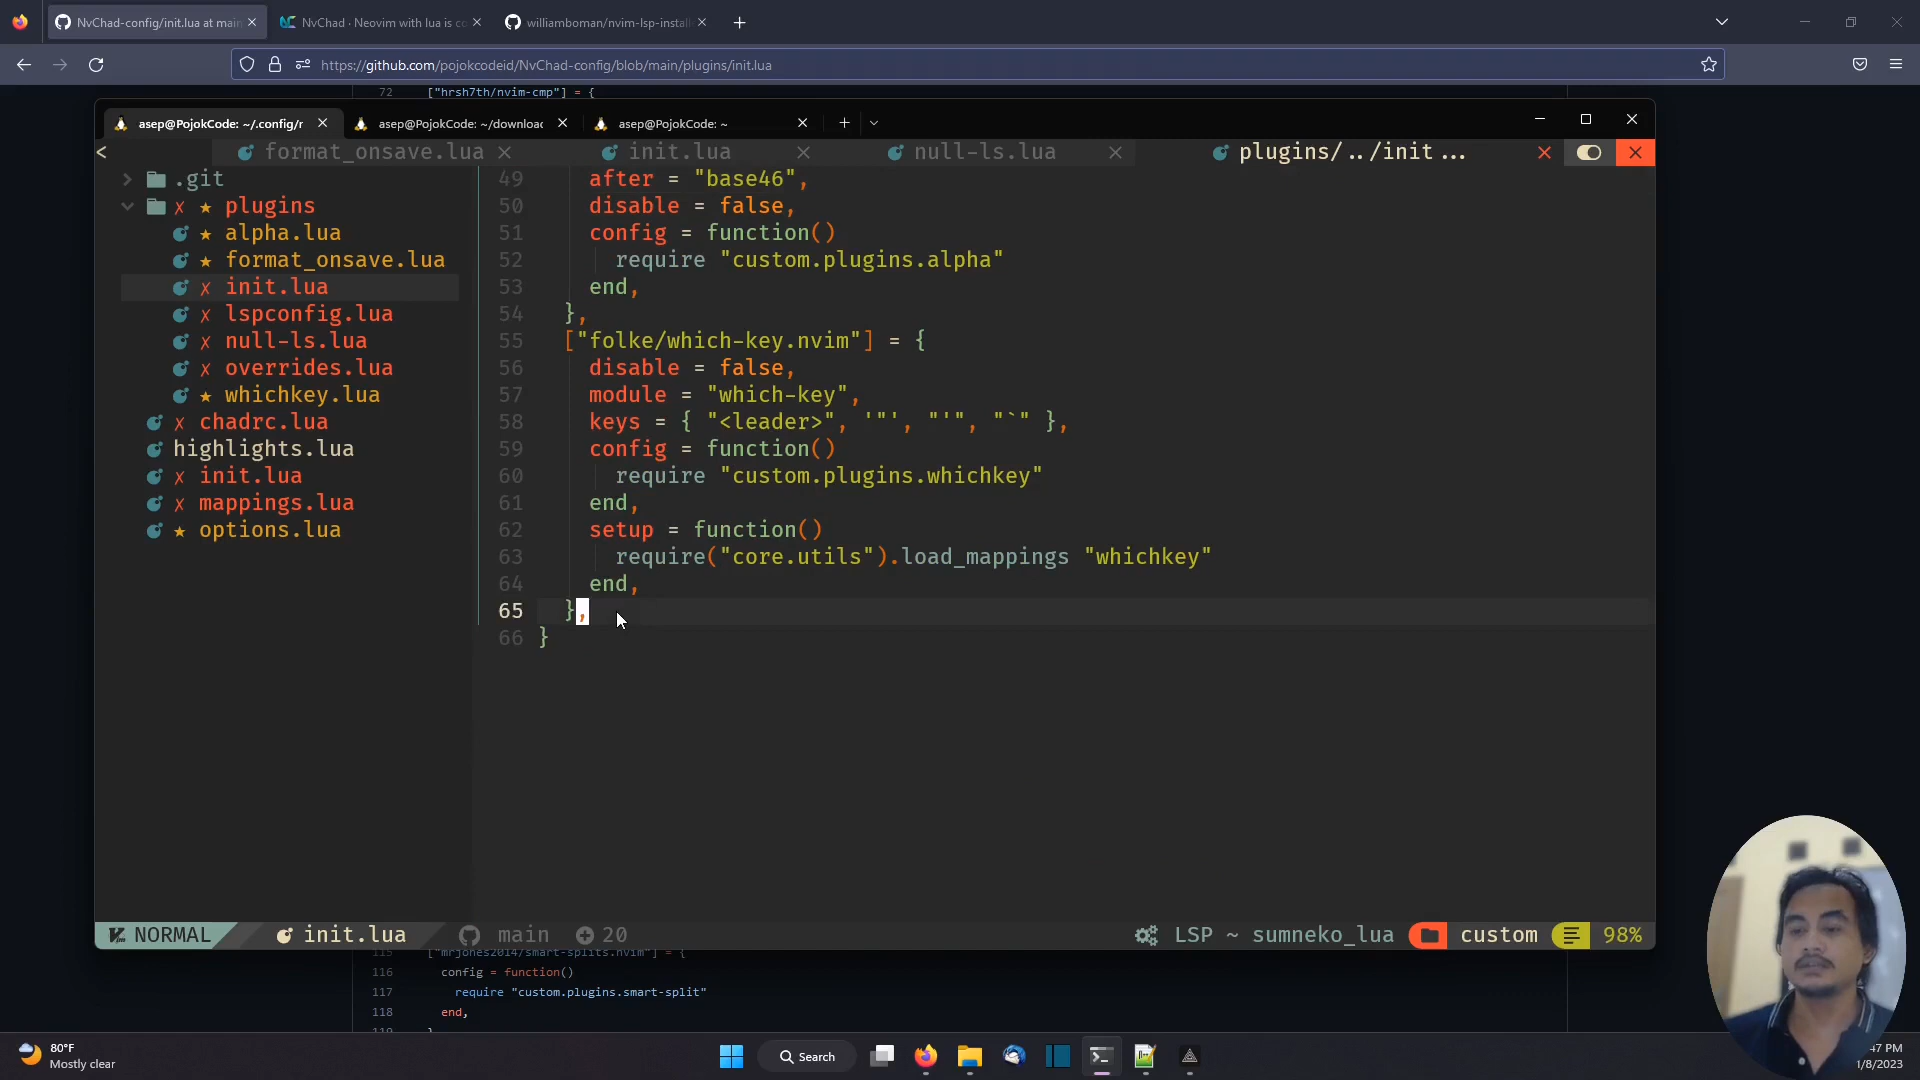 NvChad-config/init.lua at main
NvChad · Neovim with lua is co
williamboman/nvim-lsp-install
https://github.com/pojokcodeid/NvChad-config/blob/main/plugins/init.lua
72 ["hrsh7th/nvim-cmp"] = {
asep@PojokCode: ~/.config/r
asep@PojokCode: ~/downloac
asep@PojokCode: ~
< format_onsave.lua
init.lua
null-ls.lua
plugins/../init...
.git
plugins
alpha.lua
format_onsave.lua
init.lua
lspconfig.lua
null-ls.lua
overrides.lua
whichkey.lua
chadrc.lua
highlights.lua
init.lua
mappings.lua
options.lua
49 after = "base46",
50 disable = false,
51 config = function()
52 require "custom.plugins.alpha"
53 end,
54 },
55 ["folke/which-key.nvim"] = {
56 disable = false,
57 module = "which-key",
58 keys = { "<leader>", '"', "'", "`" },
59 config = function()
60 require "custom.plugins.whichkey"
61 end,
62 setup = function()
63 require("core.utils").load_mappings "whichkey"
64 end,
65 },
66 }
NORMAL init.lua main 20 LSP ~ sumneko_lua custom 98%
115 ["mrjones2014/smart-splits.nvim"] = {
116 config = function()
117 require "custom.plugins.smart-split"
118 end,
119 }
80°F
Mostly clear
Search
47 PM
1/8/2023